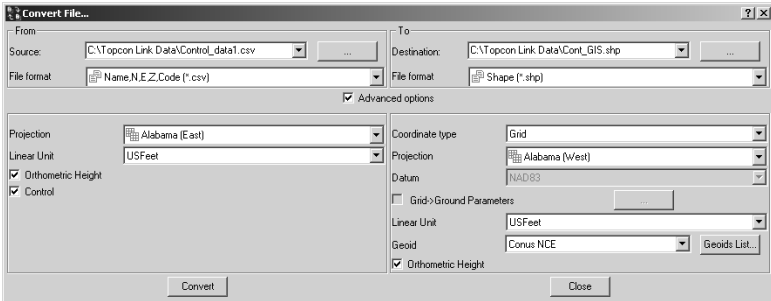 Convert File...
From
Source:
C:\Topcon Link Data\Control_data1.csv
...
File format
Name,N,E,Z,Code (*.csv)
To
Destination:
C:\Topcon Link Data\Cont_GIS.shp
...
File format
Shape (*.shp)
Advanced options
Projection
Alabama (East)
Linear Unit
USFeet
Orthometric Height
Control
Coordinate type
Grid
Projection
Alabama (West)
Datum
NAD83
Grid->Ground Parameters
...
Linear Unit
USFeet
Geoid
Conus NCE
Geoids List...
Orthometric Height
Convert
Close